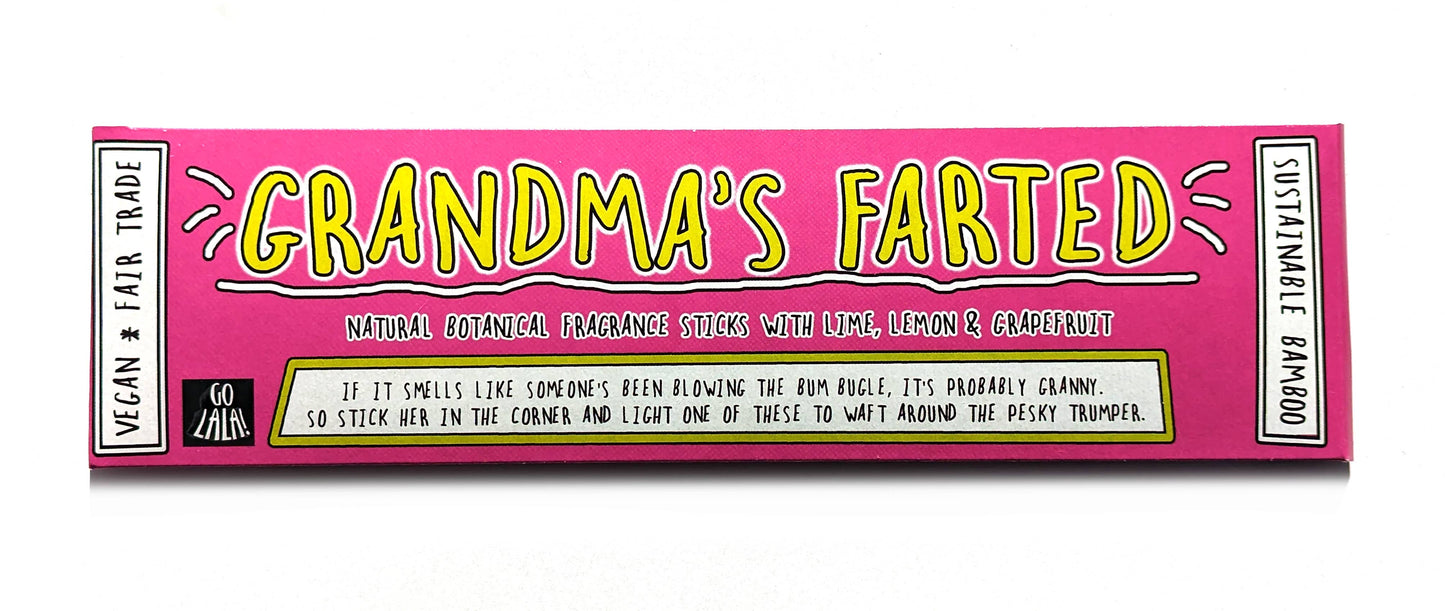 VEGAN * FAIR TRADE
GRANDMA'S FARTED
NATURAL BOTANICAL FRAGRANCE STICKS WITH LIME, LEMON & GRAPEFRUIT
GO
LALA!
IF IT SMELLS LIKE SOMEONE'S BEEN BLOWING THE BUM BUGLE, IT'S PROBABLY GRANNY.
SO STICK HER IN THE CORNER AND LIGHT ONE OF THESE TO WAFT AROUND THE PESKY TRUMPER.
SUSTAINABLE BAMBOO